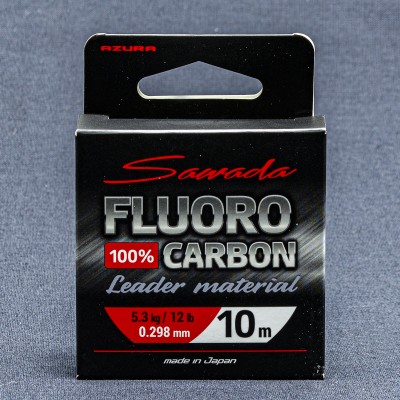 AZURA
Sawada
FLUORO
100% CARBON
Leader material
5.3 kg / 12 lb
0.298 mm
10 m
made in Japan